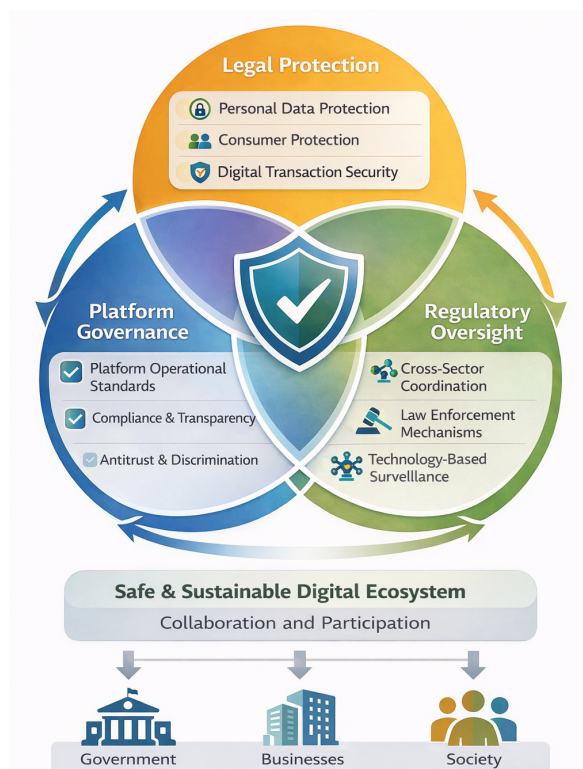 Legal Protection
Personal Data Protection
Consumer Protection
Digital Transaction Security
Platform
Governance
Platform Operational
Standards
Compliance & Transparency
Antitrust & Discrimination
Regulatory
Oversight
Cross-Sector
Coordination
Law Enforcement
Mechanisms
Technology-Based
Survelllance
Safe & Sustainable Digital Ecosystem
Collaboration and Participation
Government
Businesses
Society